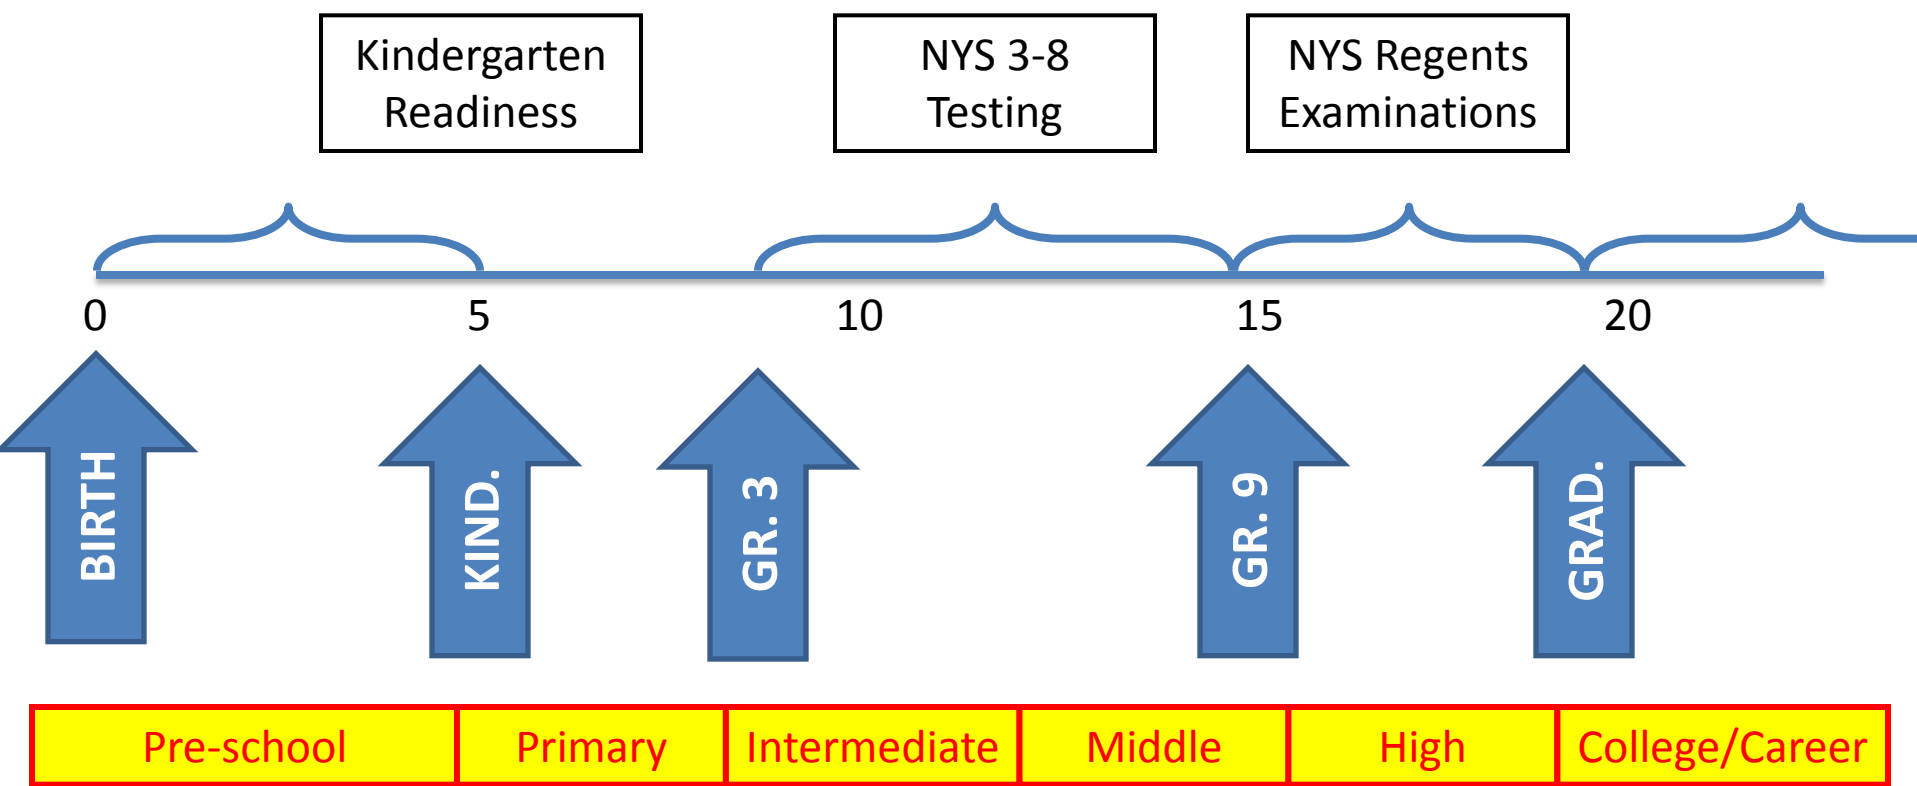 Kindergarten
Readiness
NYS 3-8
Testing
NYS Regents
Examinations
0
5
10
15
20
BIRTH
KIND.
GR. 3
GR. 9
GRAD.
Pre-school
Primary
Intermediate
Middle
High
College/Career